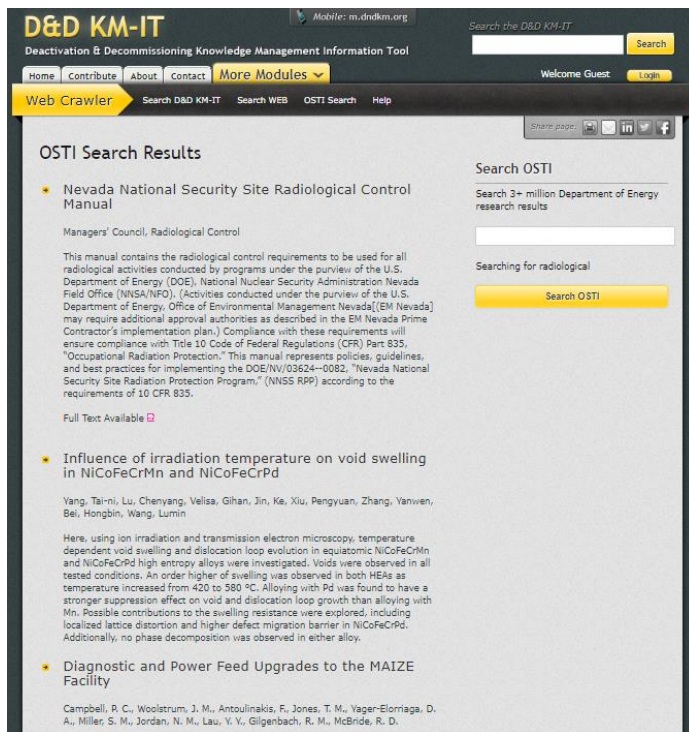 D&D KM-IT
Mobile: m.dndkm.org
Deactivation & Decommissioning Knowledge Management Information Tool
Search the D&D KM-IT
Search
Home Contribute About Contact More Modules
Welcome Guest Login
Web Crawler Search D&D KM-IT Search WEB OSTI Search Help
Share page:
OSTI Search Results
Nevada National Security Site Radiological Control
Manual
Managers' Council, Radiological Control
This manual contains the radiological control requirements to be used for all
radiological activities conducted by programs under the purview of the U.S.
Department of Energy (DOE), National Nuclear Security Administration Nevada
Field Office (NNSA/NFO). (Activities conducted under the purview of the U.S.
Department of Energy, Office of Environmental Management Nevada[(EM Nevada]
may require additional approval authorities as described in the EM Nevada Prime
Contractor's implementation plan.) Compliance with these requirements will
ensure compliance with Title 10 Code of Federal Regulations (CFR) Part 835,
"Occupational Radiation Protection." This manual represents policies, guidelines,
and best practices for implementing the DOE/NV/03624--0082, "Nevada National
Security Site Radiation Protection Program," (NNSS RPP) according to the
requirements of 10 CFR 835.
Full Text Available
Influence of irradiation temperature on void swelling
in NiCoFeCrMn and NiCoFeCrPd
Yang, Tai-ni, Lu, Chenyang, Velisa, Gihan, Jin, Ke, Xiu, Pengyuan, Zhang, Yanwen,
Bei, Hongbin, Wang, Lumin
Here, using ion irradiation and transmission electron microscopy, temperature
dependent void swelling and dislocation loop evolution in equiatomic NiCoFeCrMn
and NiCoFeCrPd high entropy alloys were investigated. Voids were observed in all
tested conditions. An order higher of swelling was observed in both HEAs as
temperature increased from 420 to 580 °C. Alloying with Pd was found to have a
stronger suppression effect on void and dislocation loop growth than alloying with
Mn. Possible contributions to the swelling resistance were explored, including
localized lattice distortion and higher defect migration barrier in NiCoFeCrPd.
Additionally, no phase decomposition was observed in either alloy.
Diagnostic and Power Feed Upgrades to the MAIZE
Facility
Campbell, P. C., Woolstrum, J. M., Antoulinakis, F., Jones, T. M., Yager-Elorriaga, D.
A., Miller, S. M., Jordan, N. M., Lau, Y. Y., Gilgenbach, R. M., McBride, R. D.
Search OSTI
Search 3+ million Department of Energy
research results
Searching for radiological
Search OSTI